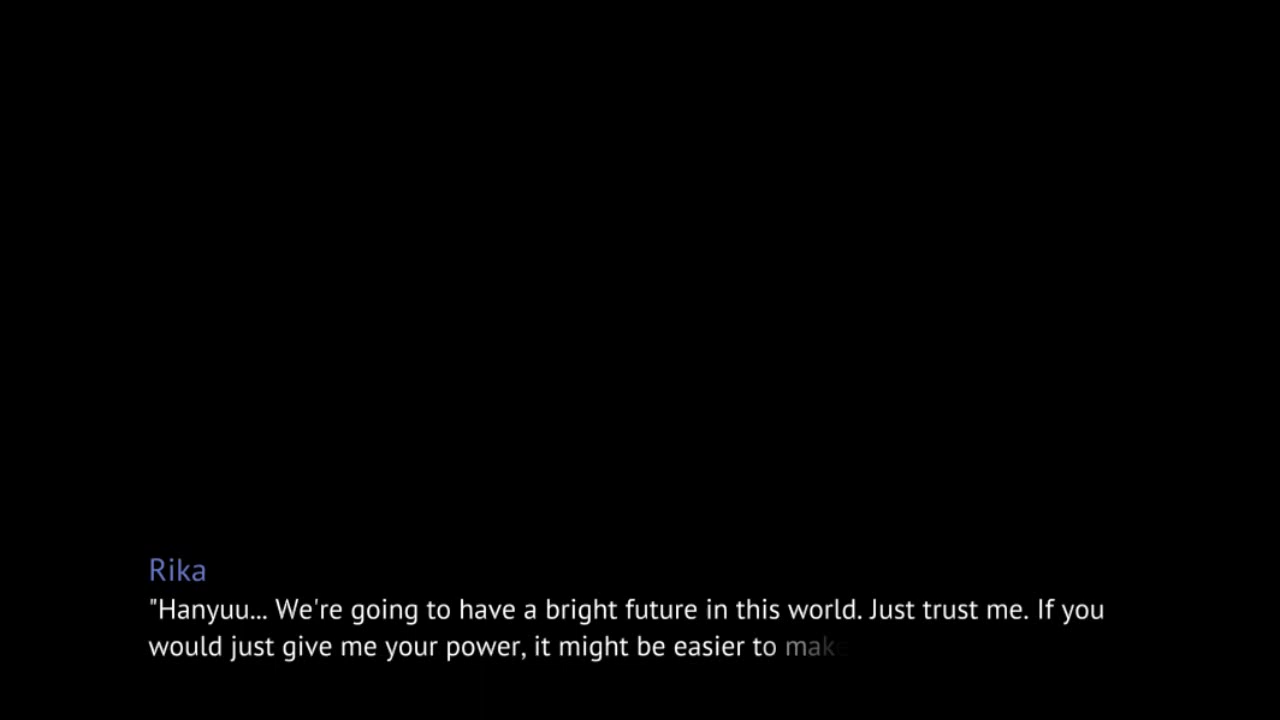 Rika
"Hanyuu... We're going to have a bright future in this world. Just trust me. If you
would just give me your power, it might be easier to make